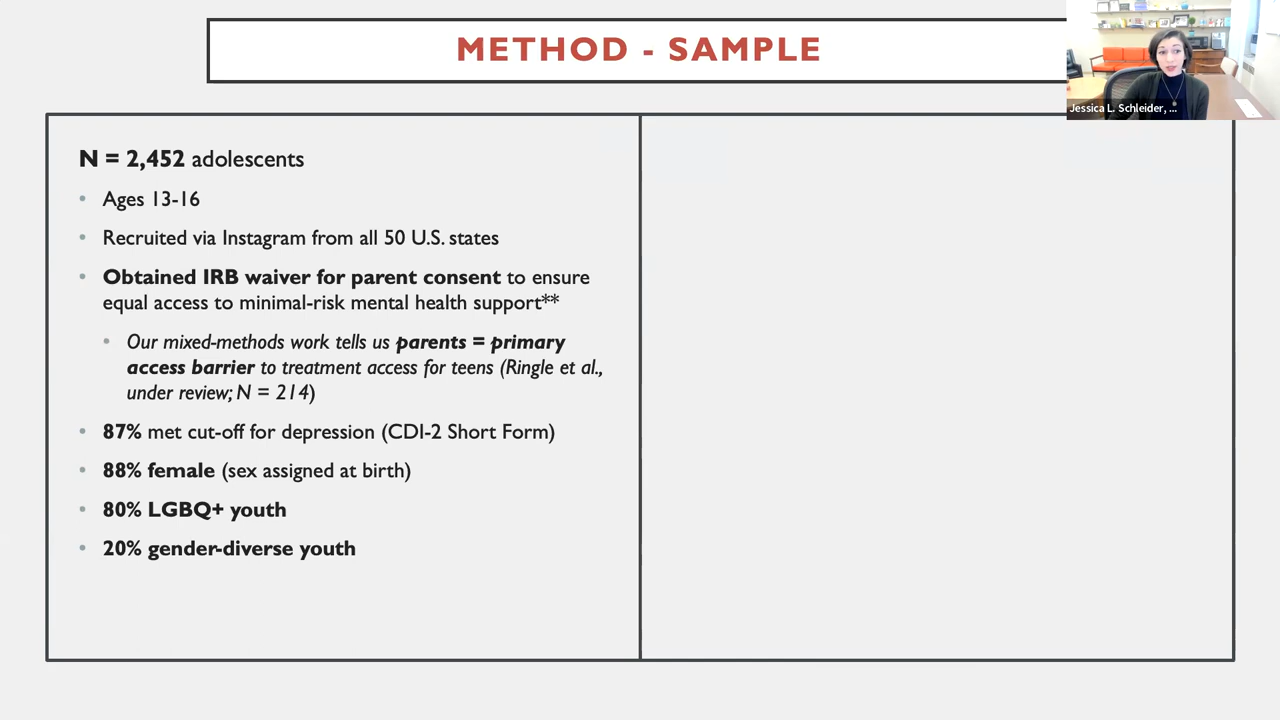 METHOD - SAMPLE
Jessica L. Schleider, ...
N = 2,452 adolescents
• Ages 13-16
• Recruited via Instagram from all 50 U.S. states
• Obtained IRB waiver for parent consent to ensure
equal access to minimal-risk mental health support**
• Our mixed-methods work tells us parents = primary
access barrier to treatment access for teens (Ringle et al.,
under review; N = 214)
• 87% met cut-off for depression (CDI-2 Short Form)
• 88% female (sex assigned at birth)
• 80% LGBQ+ youth
• 20% gender-diverse youth